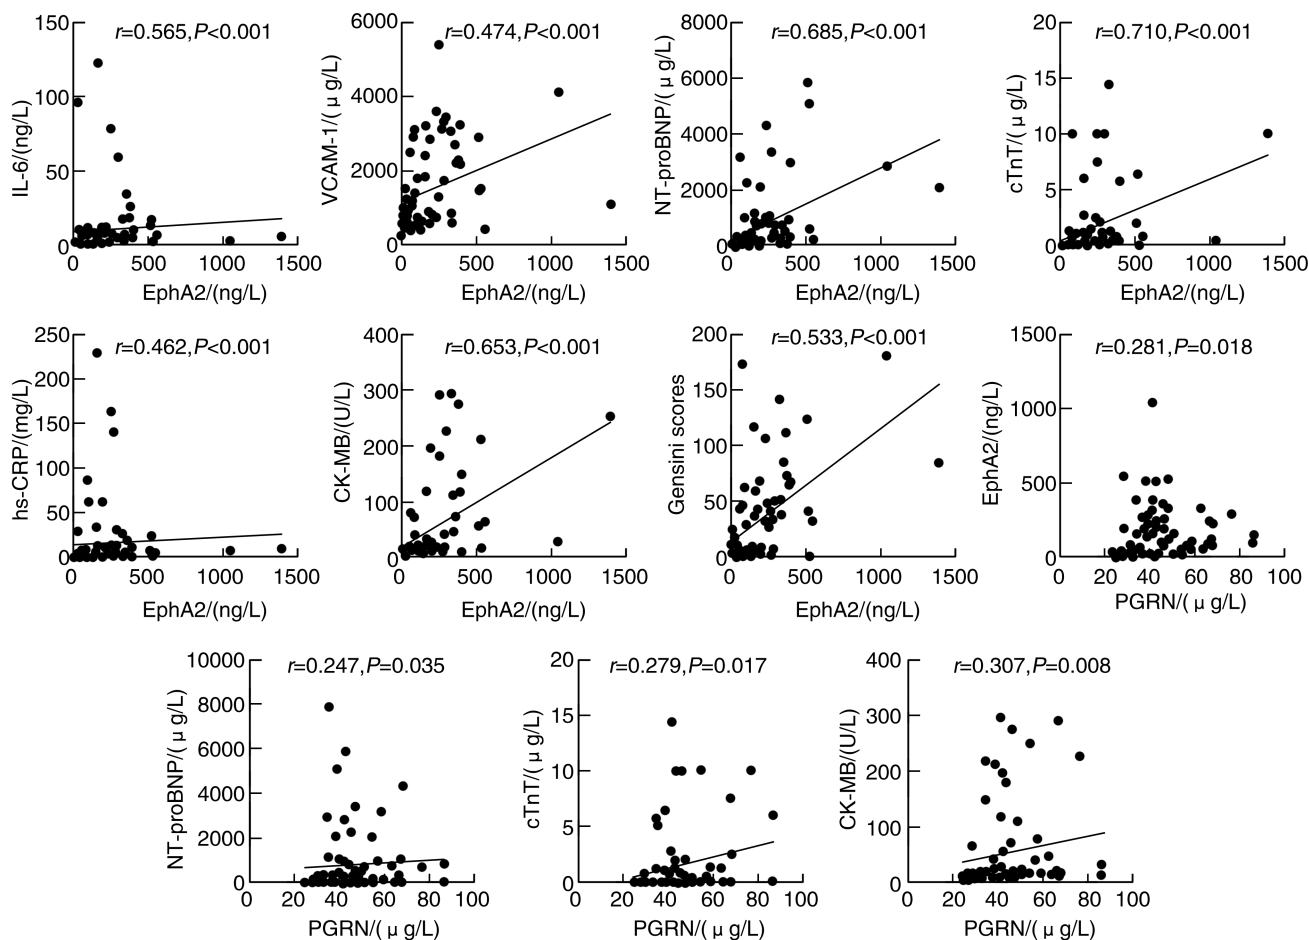 r=0.565,P<0.001
IL-6/(ng/L)
150
100
50
0
0 500 1000 1500
EphA2/(ng/L)
r=0.474,P<0.001
VCAM-1/( μ g/L)
6000
4000
2000
0
0 500 1000 1500
EphA2/(ng/L)
r=0.685,P<0.001
NT-proBNP/( μ g/L)
8000
6000
4000
2000
0
0 500 1000 1500
EphA2/(ng/L)
r=0.710,P<0.001
cTnT/( μ g/L)
20
15
10
5
0
0 500 1000 1500
EphA2/(ng/L)
r=0.462,P<0.001
hs-CRP/(mg/L)
250
200
150
100
50
0
0 500 1000 1500
EphA2/(ng/L)
r=0.653,P<0.001
CK-MB/(U/L)
400
300
200
100
0
0 500 1000 1500
EphA2/(ng/L)
r=0.533,P<0.001
Gensini scores
200
150
100
50
0
0 500 1000 1500
EphA2/(ng/L)
r=0.281,P=0.018
EphA2/(ng/L)
1500
1000
500
0
0 20 40 60 80 100
PGRN/( μ g/L)
r=0.247,P=0.035
NT-proBNP/( μ g/L)
10000
8000
6000
4000
2000
0
0 20 40 60 80 100
PGRN/( μ g/L)
r=0.279,P=0.017
cTnT/( μ g/L)
20
15
10
5
0
0 20 40 60 80 100
PGRN/( μ g/L)
r=0.307,P=0.008
CK-MB/(U/L)
400
300
200
100
0
0 20 40 60 80 100
PGRN/( μ g/L)